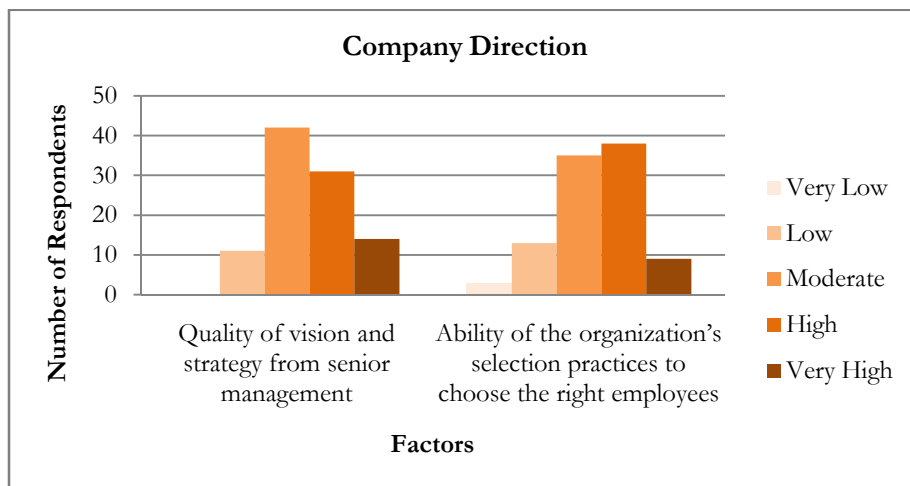 Company Direction
Number of Respondents
50
40
30
20
10
0
Quality of vision and
strategy from senior
management
Ability of the organization’s
selection practices to
choose the right employees
Factors
Very Low
Low
Moderate
High
Very High